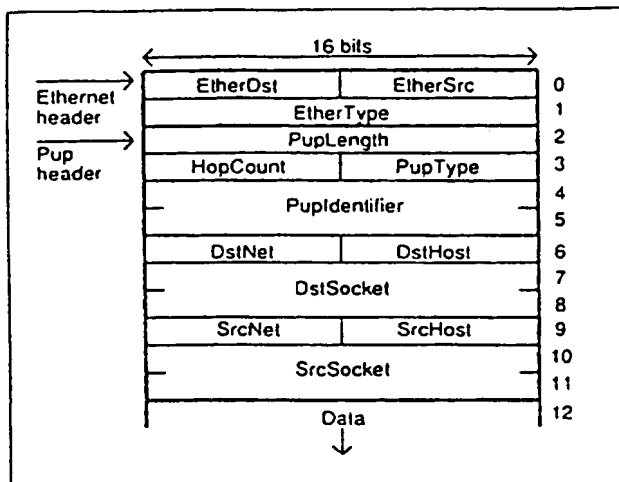 16 bits
EtherDst EtherSrc 0
Ethernet header
EtherType 1
PupLength 2
Pup header
HopCount PupType 3
4
PupIdentifier
5
DstNet DstHost 6
7
DstSocket
8
SrcNet SrcHost 9
10
SrcSocket
11
12
Data